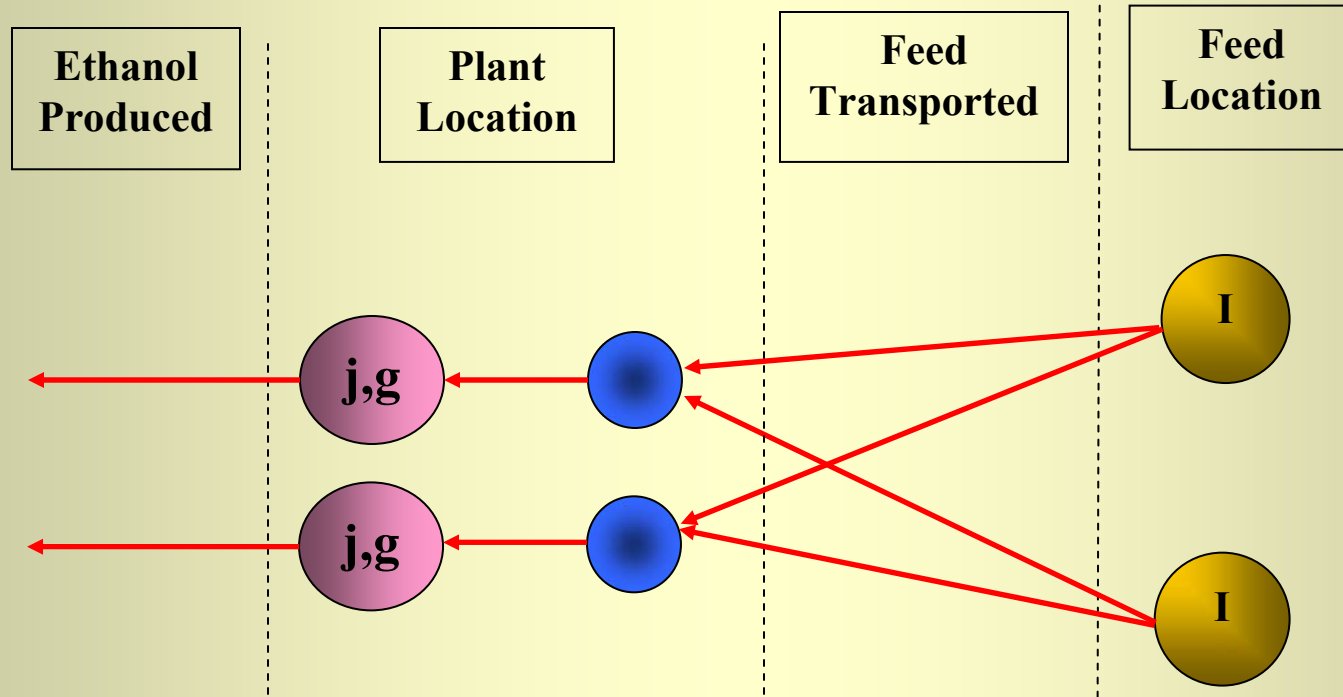 Ethanol
Produced
Plant
Location
Feed
Transported
Feed
Location
I
j,g
j,g
I